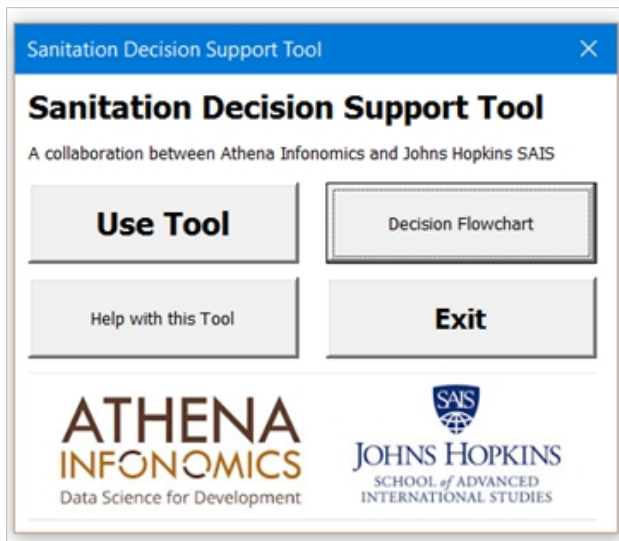 Sanitation Decision Support Tool
Sanitation Decision Support Tool
A collaboration between Athena Infonomics and Johns Hopkins SAIS
Use Tool
Decision Flowchart
Help with this Tool
Exit
ATHENA
INFONOMICS
Data Science for Development
SAIS
JOHNS HOPKINS
SCHOOL of ADVANCED
INTERNATIONAL STUDIES